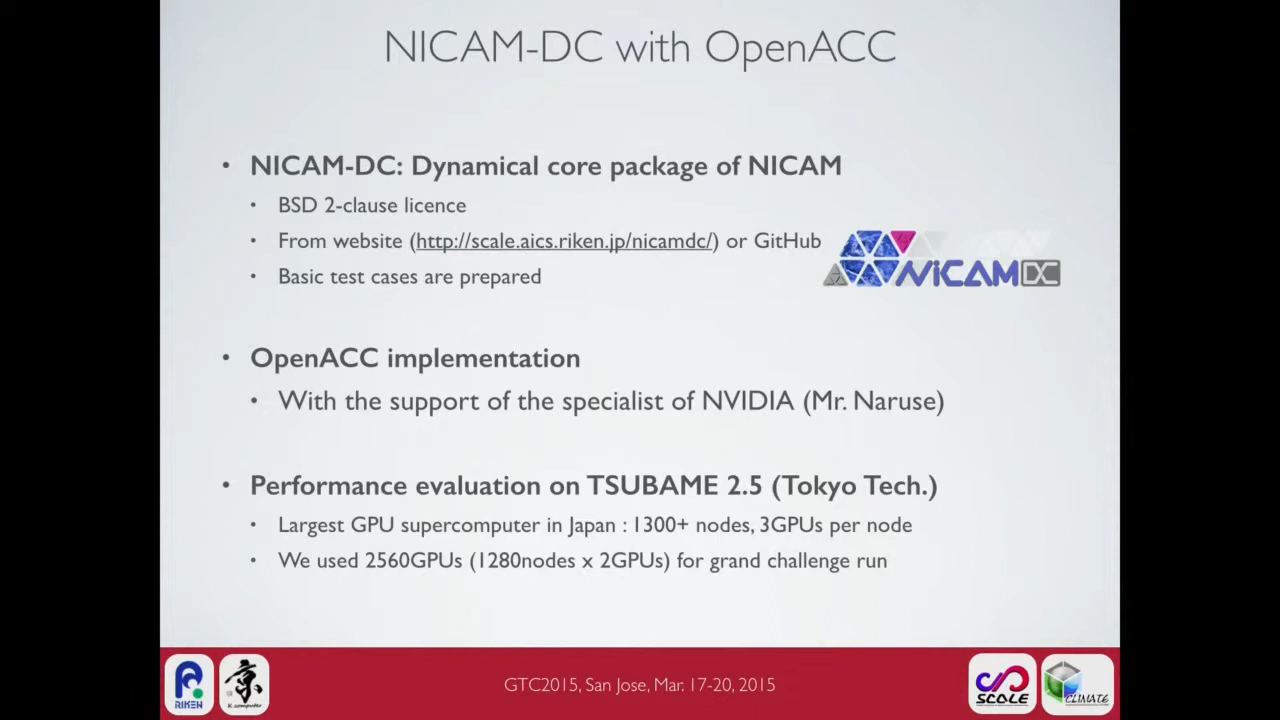 NICAM-DC with OpenACC
• NICAM-DC: Dynamical core package of NICAM
• BSD 2-clause licence
• From website (http://scale.aics.riken.jp/nicamdc/) or GitHub
• Basic test cases are prepared
NiCAM DC
• OpenACC implementation
• With the support of the specialist of NVIDIA (Mr. Naruse)
• Performance evaluation on TSUBAME 2.5 (Tokyo Tech.)
• Largest GPU supercomputer in Japan : 1300+ nodes, 3GPUs per node
• We used 2560GPUs (1280nodes x 2GPUs) for grand challenge run
RIKEN
京
K computer
GTC2015, San Jose, Mar. 17-20, 2015
SCALE
CLIMATE